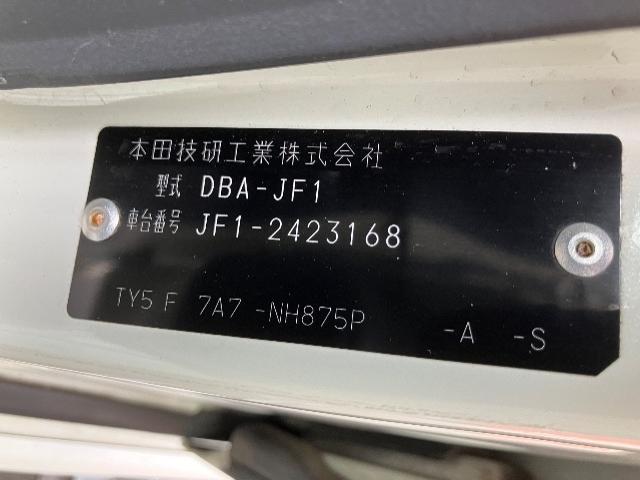 本田技研工業株式会社
型式 DBA-JF1
車台番号 JF1-2423168
TY5 F 7A7 -NH875P -A -S